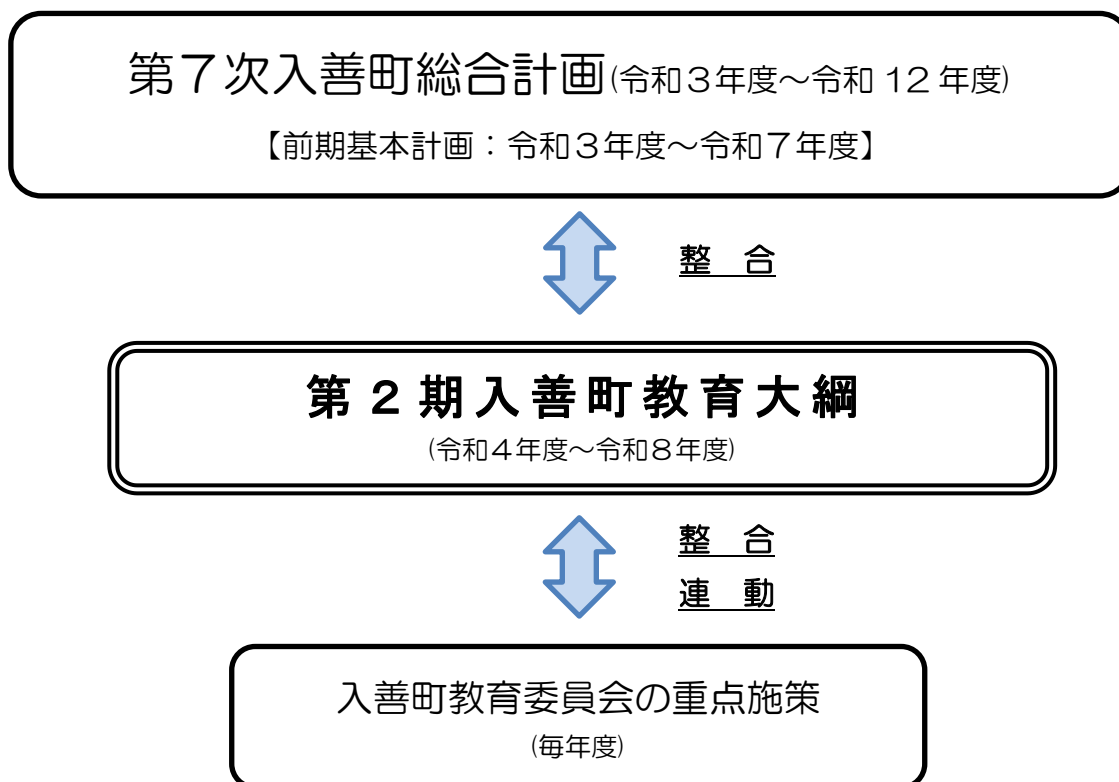 第７次入善町総合計画(令和３年度～令和 12 年度)
【前期基本計画：令和３年度～令和７年度】
整　合
第２期入善町教育大綱
(令和４年度～令和８年度)
整　合
連　動
入善町教育委員会の重点施策
(毎年度)